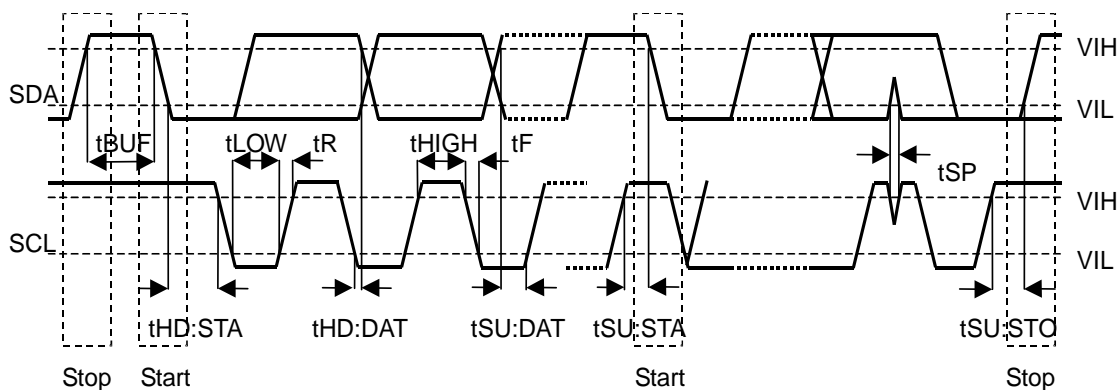 VIH
SDA
VIL
tBUF tLOW tR tHIGH tF
tSP
VIH
SCL
VIL
tHD:STA tHD:DAT tSU:DAT tSU:STA tSU:STO
Stop Start Start Stop